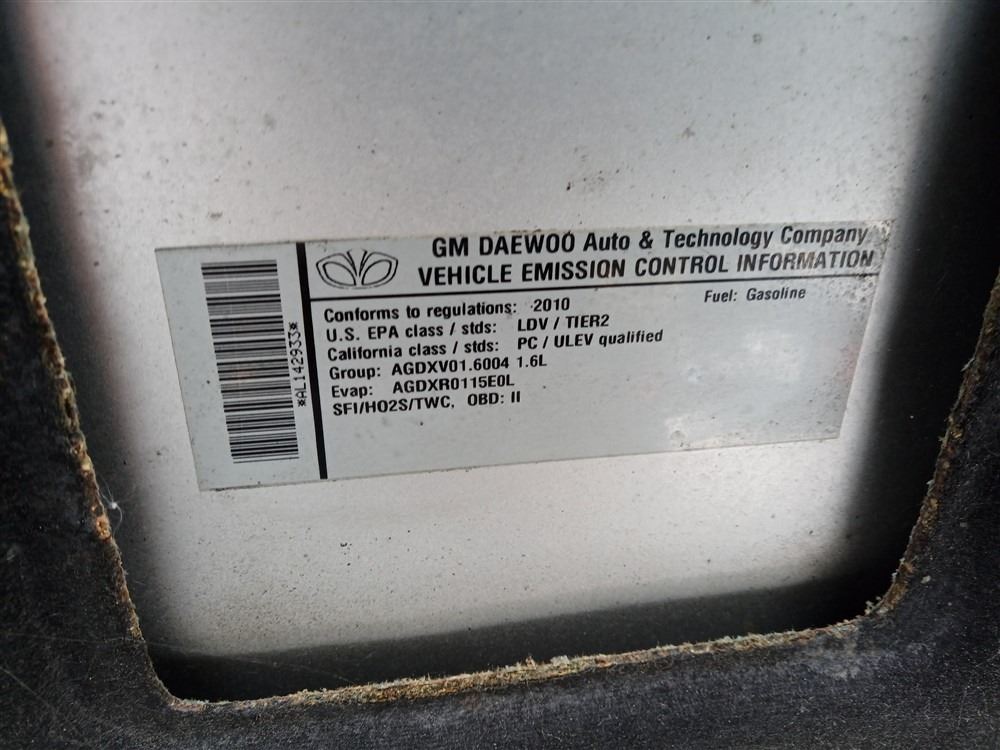 GM DAEWOO Auto & Technology Company
VEHICLE EMISSION CONTROL INFORMATION
Conforms to regulations: 2010
Fuel: Gasoline
U.S. EPA class / stds: LDV / TIER2
California class / stds: PC / ULEV qualified
Group: AGDXV01.6004 1.6L
Evap: AGDXR0115E0L
SFI/HO2S/TWC, OBD: II
*AL142933*